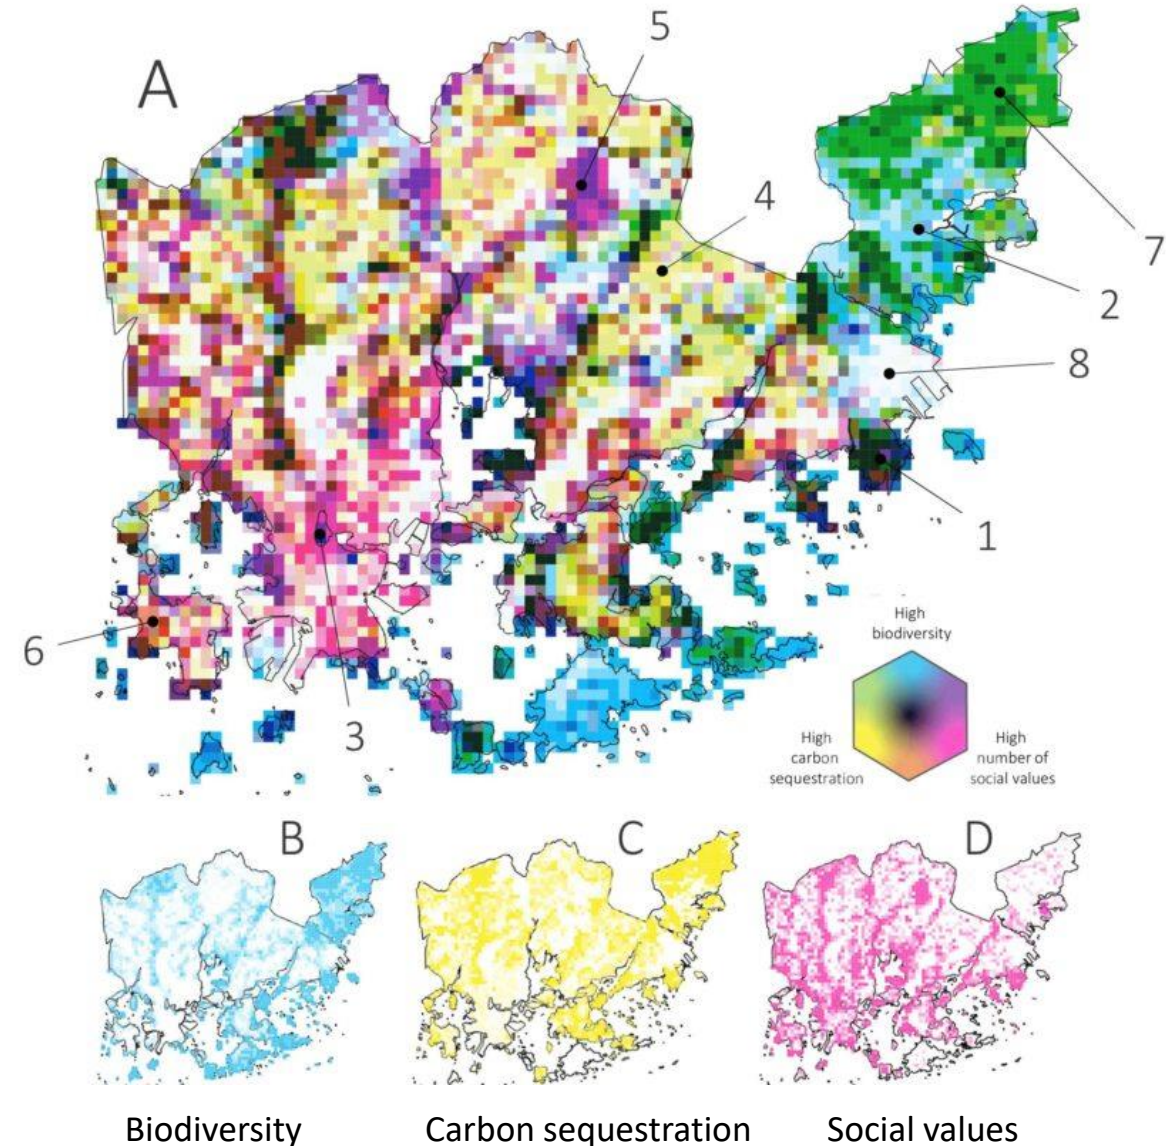 A
5
4
7
2
8
1
6
3
High
biodiversity
High
carbon
sequestration
High
number of
social values
B
C
D
Biodiversity
Carbon sequestration
Social values